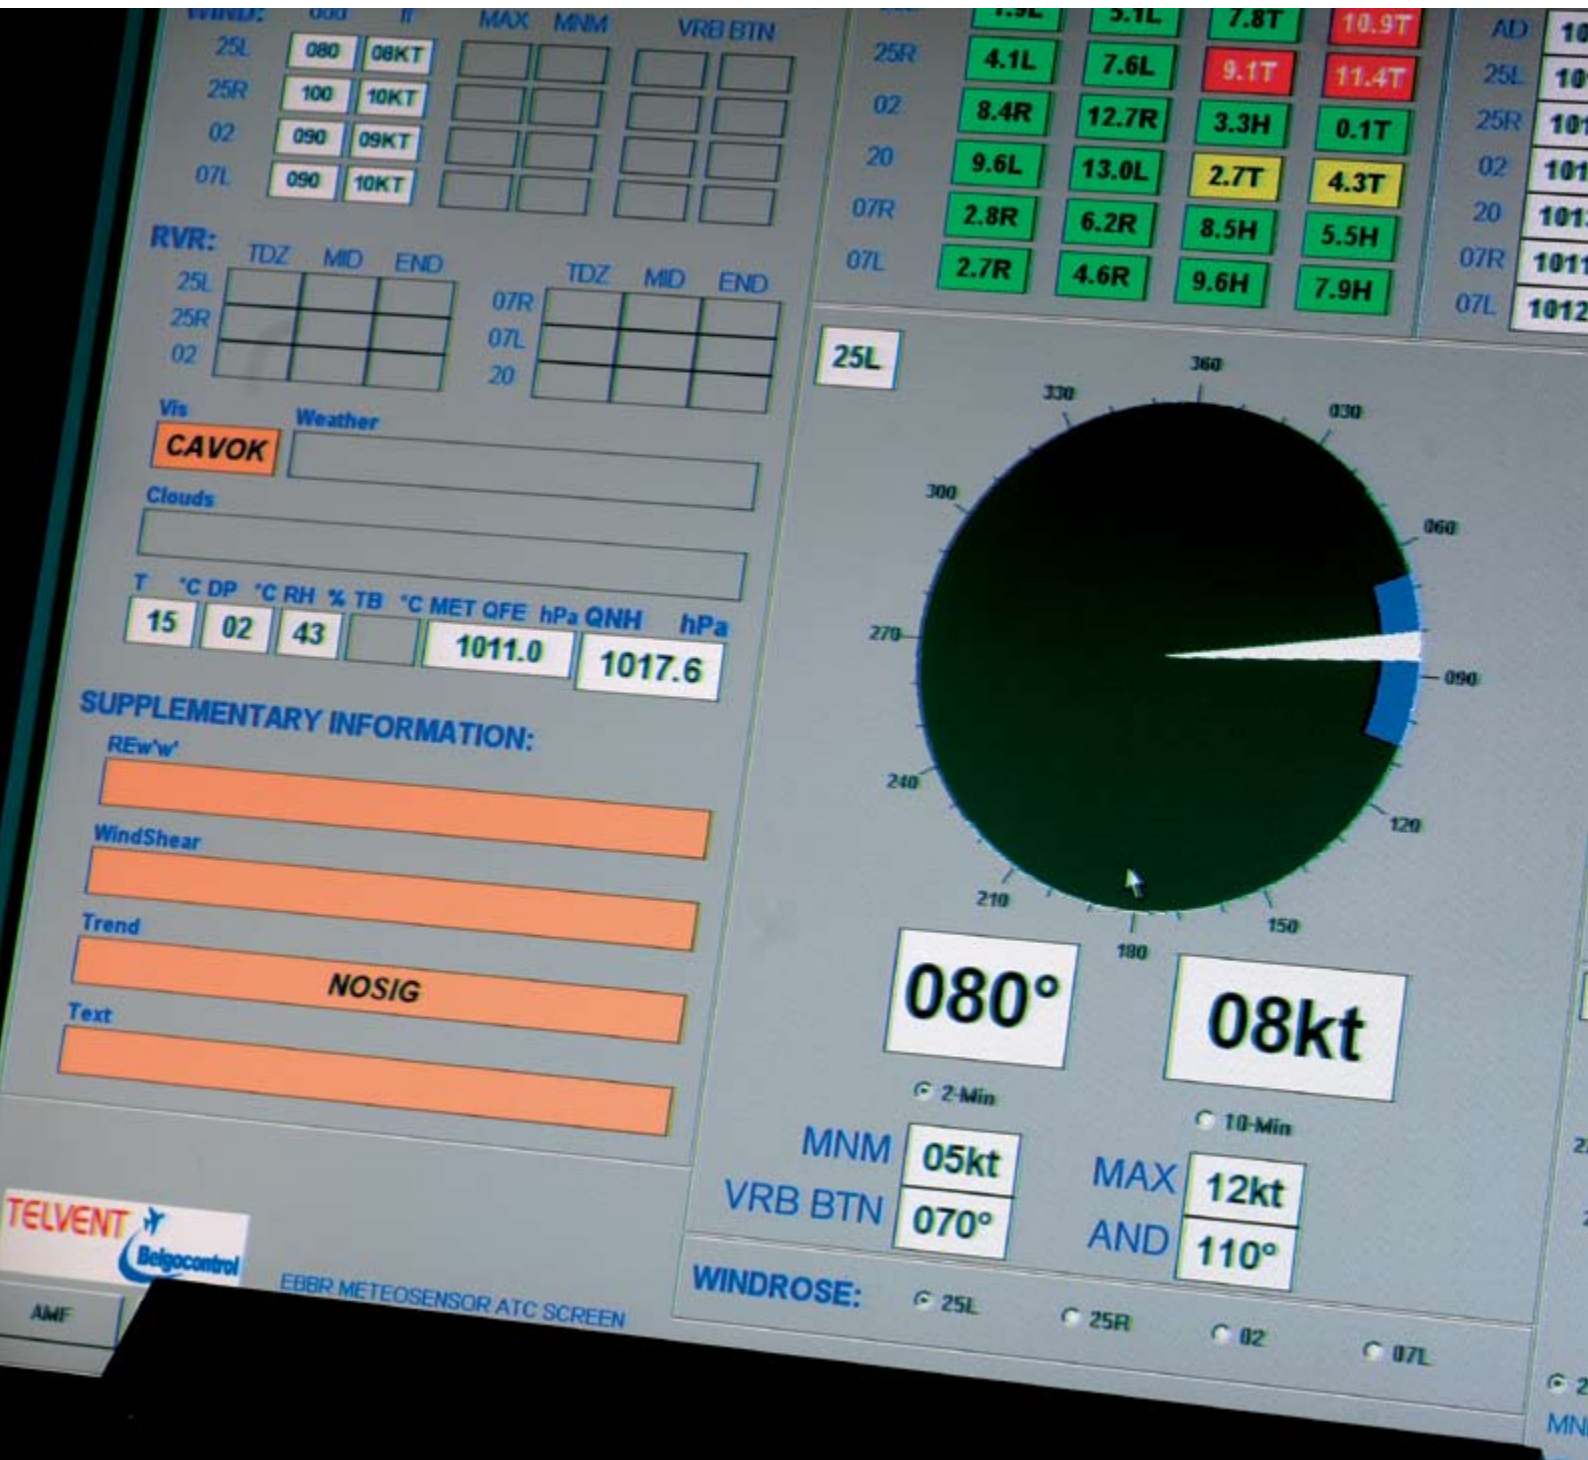 WIND: ddd ff MAX MNM VRB BTN
25L 080 08KT
25R 100 10KT
02 090 09KT
07L 090 10KT
RVR: TDZ MID END TDZ MID END
25L 07R
25R 07L
02 20
Vis Weather
CAVOK
Clouds
T °C DP °C RH % TB °C MET QFE hPa QNH hPa
15 02 43 1011.0 1017.6
SUPPLEMENTARY INFORMATION:
REw'w'
WindShear
Trend
NOSIG
Text
TELVENT
Belgocontrol
EBBR METEOSENSOR ATC SCREEN
AMF
1.9L 5.1L 7.8T 10.9T
25R 4.1L 7.6L 9.1T 11.4T
02 8.4R 12.7R 3.3H 0.1T
20 9.6L 13.0L 2.7T 4.3T
07R 2.8R 6.2R 8.5H 5.5H
07L 2.7R 4.6R 9.6H 7.9H
25L
360
330 030
300 060
270 090
240 120
210 150
180
080° 08kt
2-Min 10-Min
MNM 05kt MAX 12kt
VRB BTN 070° AND 110°
WINDROSE: 25L 25R 02 07L
AD
25L
25R
02
20
07R 1011
07L 1012